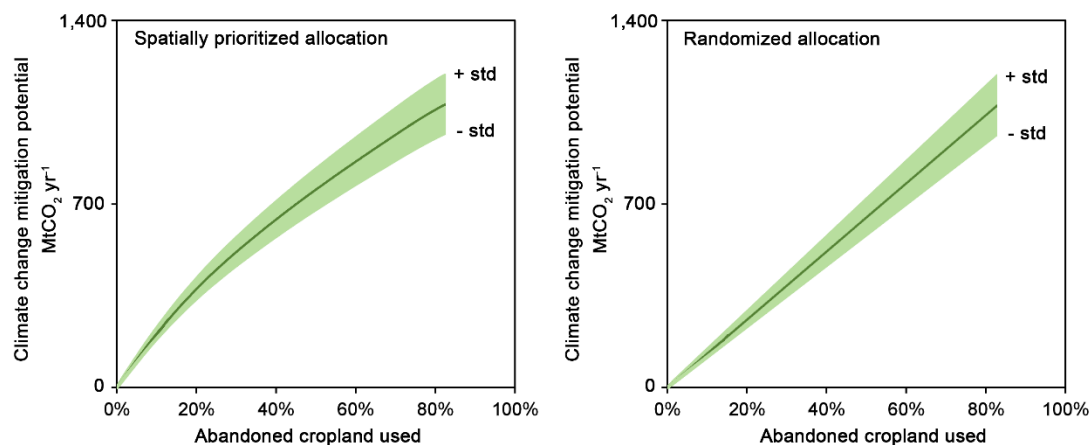 Spatially prioritized allocation
+ std
- std
1,400
700
0
Climate change mitigation potential
MtCO₂ yr⁻¹
0%
20%
40%
60%
80%
100%
Abandoned cropland used
Randomized allocation
+ std
- std
1,400
700
0
Climate change mitigation potential
MtCO₂ yr⁻¹
0%
20%
40%
60%
80%
100%
Abandoned cropland used